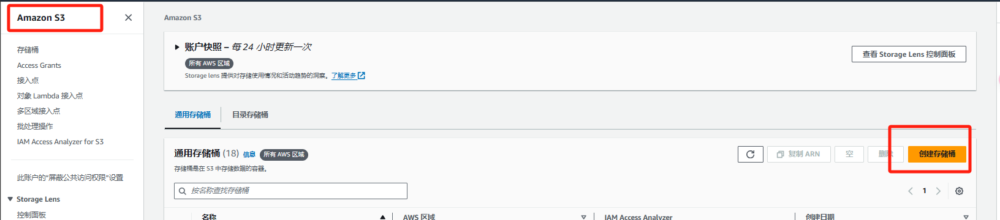 Amazon S3
存储桶
Access Grants
接入点
对象 Lambda 接入点
多区域接入点
批处理操作
IAM Access Analyzer for S3
此账户的“屏蔽公共访问权限”设置
Storage Lens
控制面板
Amazon S3
账户快照 – 每 24 小时更新一次
所有 AWS 区域
Storage lens 提供对存储使用情况和活动趋势的洞察。了解更多
查看 Storage Lens 控制面板
通用存储桶 目录存储桶
通用存储桶 (18) 信息 所有 AWS 区域
存储桶是在 S3 中存储数据的容器。
复制 ARN 空 删除 创建存储桶
按名称查找存储桶
1
名称 AWS 区域 IAM Access Analyzer 创建日期